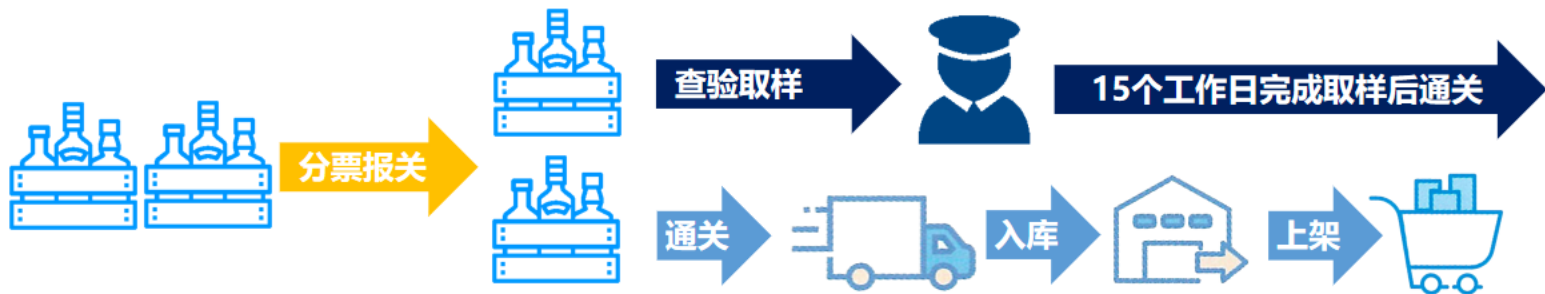 分票报关
查验取样
15个工作日完成取样后通关
通关
入库
上架